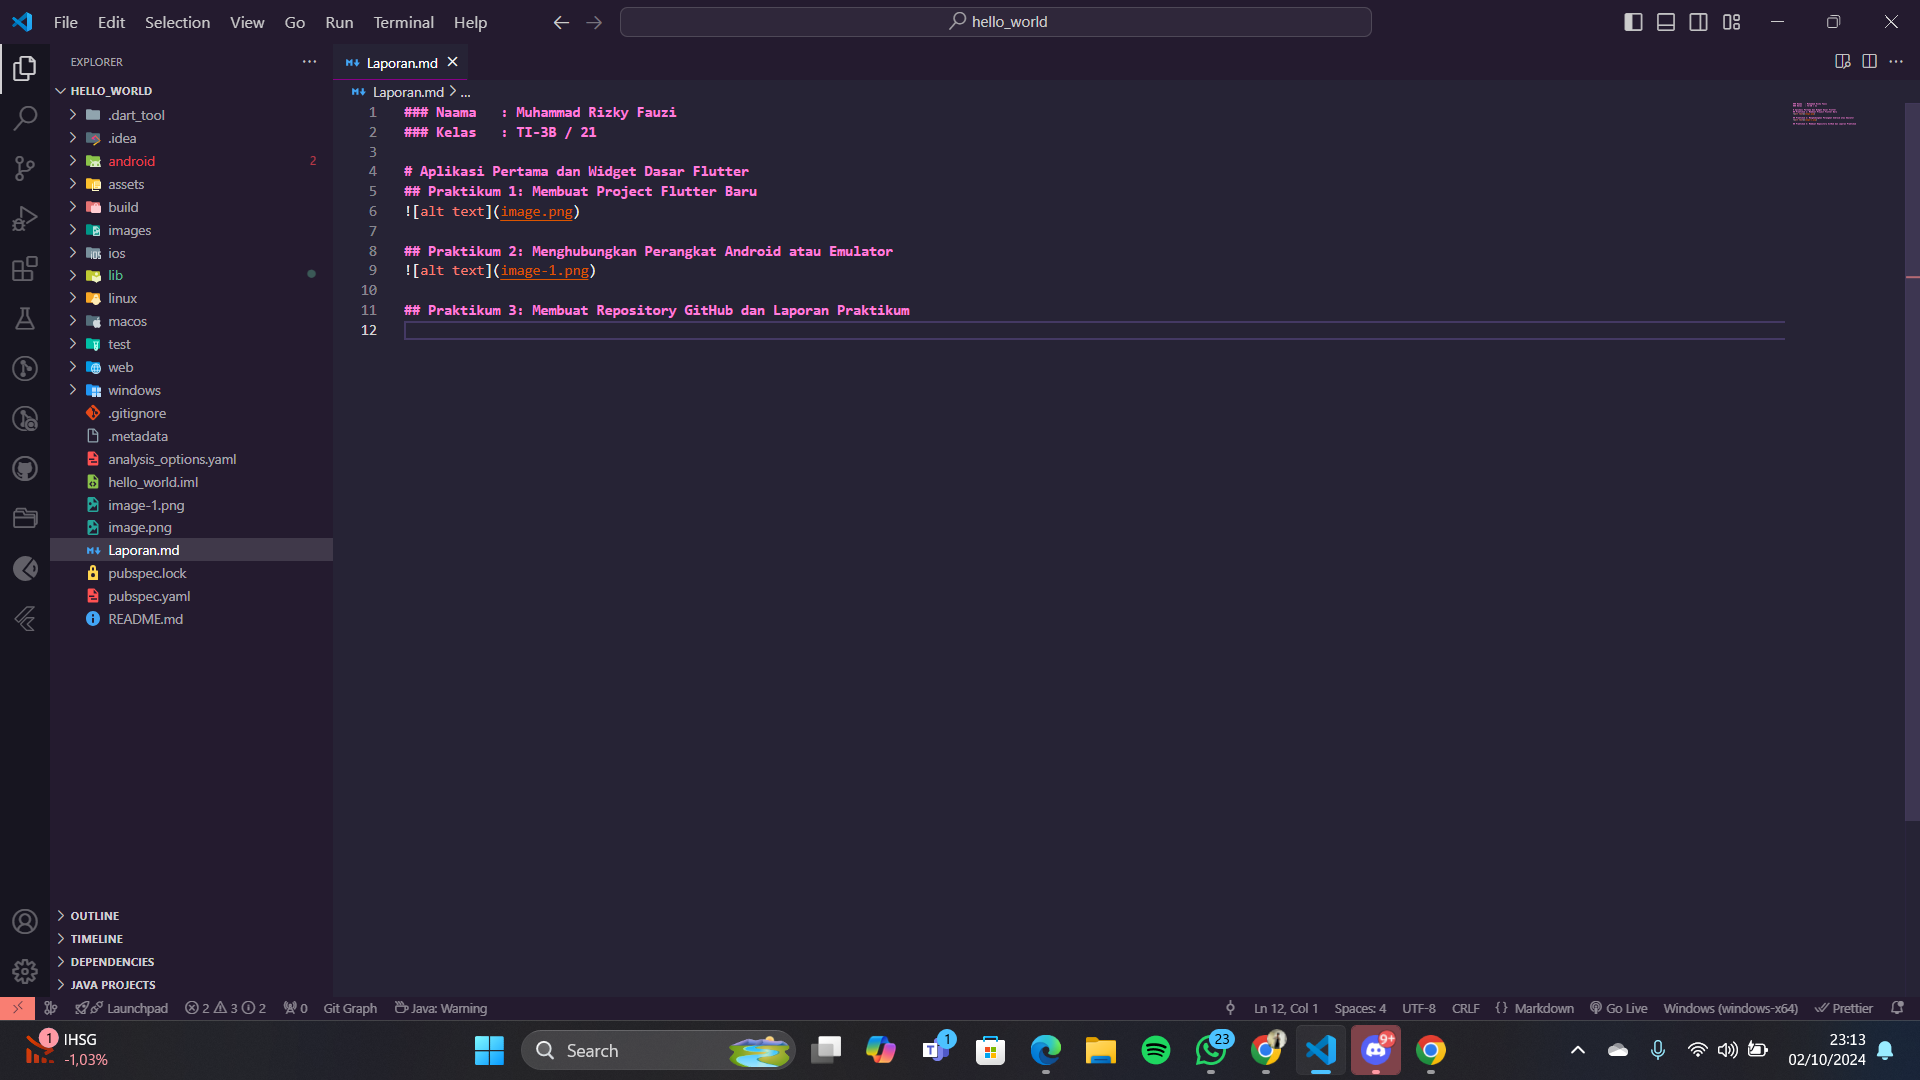 File Edit Selection View Go Run Terminal Help
hello_world
EXPLORER
HELLO_WORLD
.dart_tool
.idea
android 2
assets
build
images
ios
lib
linux
macos
test
web
windows
.gitignore
.metadata
analysis_options.yaml
hello_world.iml
image-1.png
image.png
Laporan.md
pubspec.lock
pubspec.yaml
README.md
OUTLINE
TIMELINE
DEPENDENCIES
JAVA PROJECTS
Laporan.md
Laporan.md > ...
1 ### Naama : Muhammad Rizky Fauzi
2 ### Kelas : TI-3B / 21
3
4 # Aplikasi Pertama dan Widget Dasar Flutter
5 ## Praktikum 1: Membuat Project Flutter Baru
6 ![alt text](image.png)
7
8 ## Praktikum 2: Menghubungkan Perangkat Android atau Emulator
9 ![alt text](image-1.png)
10
11 ## Praktikum 3: Membuat Repository GitHub dan Laporan Praktikum
12
Launchpad 2 3 2 0 Git Graph Java: Warning
Ln 12, Col 1 Spaces: 4 UTF-8 CRLF {} Markdown Go Live Windows (windows-x64) Prettier
1 IHSG
-1,03%
Search
1
23
9+
23:13
02/10/2024